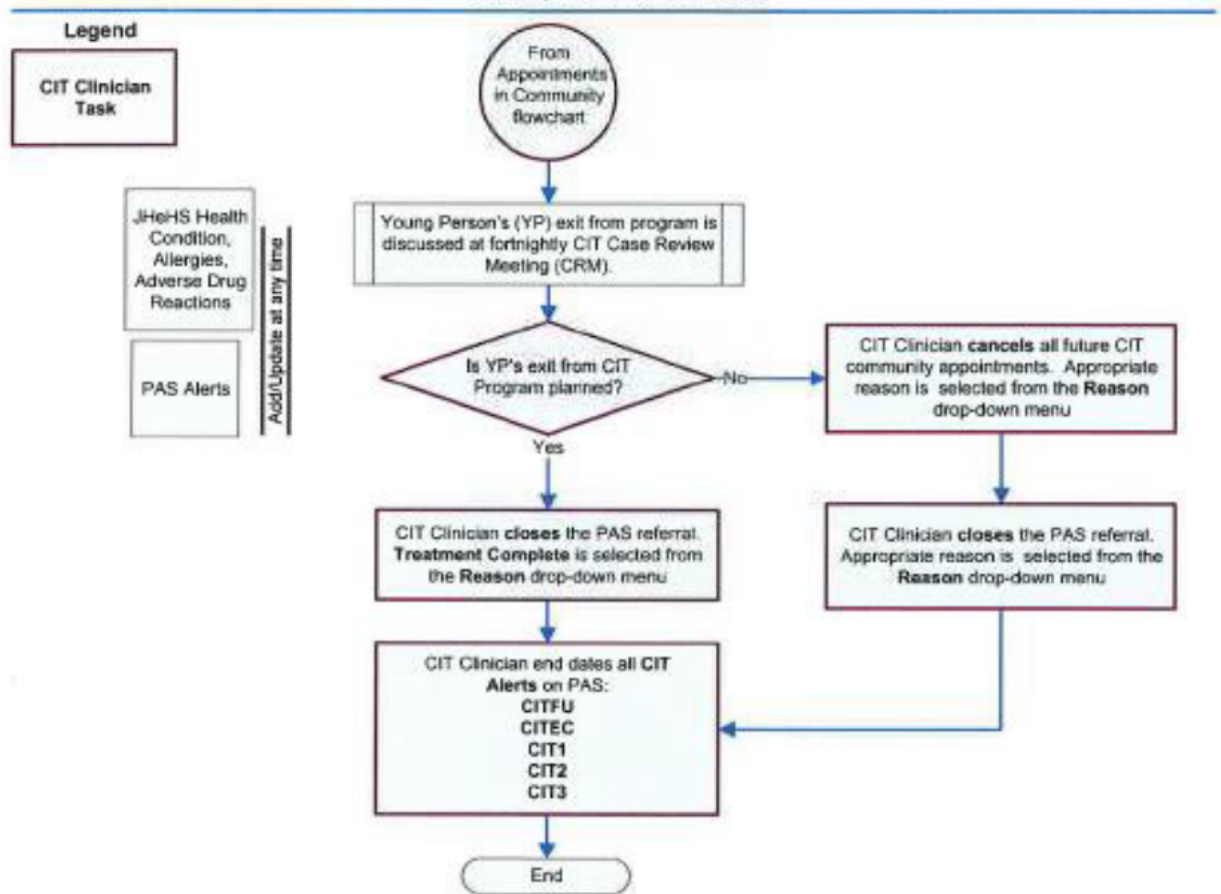 Legend
CIT Clinician
Task
From
Appointments
in Community
flowchart
JHeHS Health
Condition,
Allergies,
Adverse Drug
Reactions
PAS Alerts
Add/Update at any time
Young Person's (YP) exit from program is
discussed at fortnightly CIT Case Review
Meeting (CRM).
Is YP's exit from CIT
Program planned?
No
Yes
CIT Clinician cancels all future CIT
community appointments. Appropriate
reason is selected from the Reason
drop-down menu
CIT Clinician closes the PAS referral.
Treatment Complete is selected from
the Reason drop-down menu
CIT Clinician closes the PAS referral.
Appropriate reason is selected from the
Reason drop-down menu
CIT Clinician end dates all CIT
Alerts on PAS:
CITFU
CITEC
CIT1
CIT2
CIT3
End